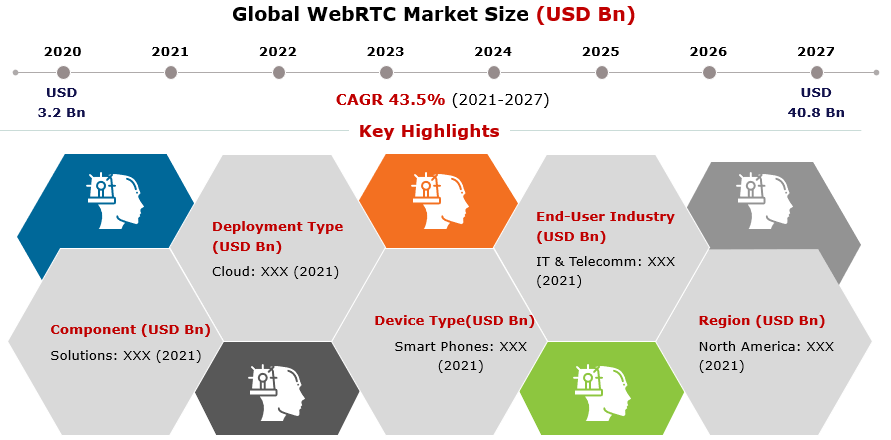 Global WebRTC Market Size (USD Bn)
2020 2021 2022 2023 2024 2025 2026 2027
USD
3.2 Bn
USD
40.8 Bn
CAGR 43.5% (2021-2027)
Key Highlights
Deployment Type
(USD Bn)
Cloud: XXX (2021)
End-User Industry
(USD Bn)
IT & Telecomm: XXX
(2021)
Component (USD Bn)
Solutions: XXX (2021)
Device Type(USD Bn)
Smart Phones: XXX
(2021)
Region (USD Bn)
North America: XXX
(2021)